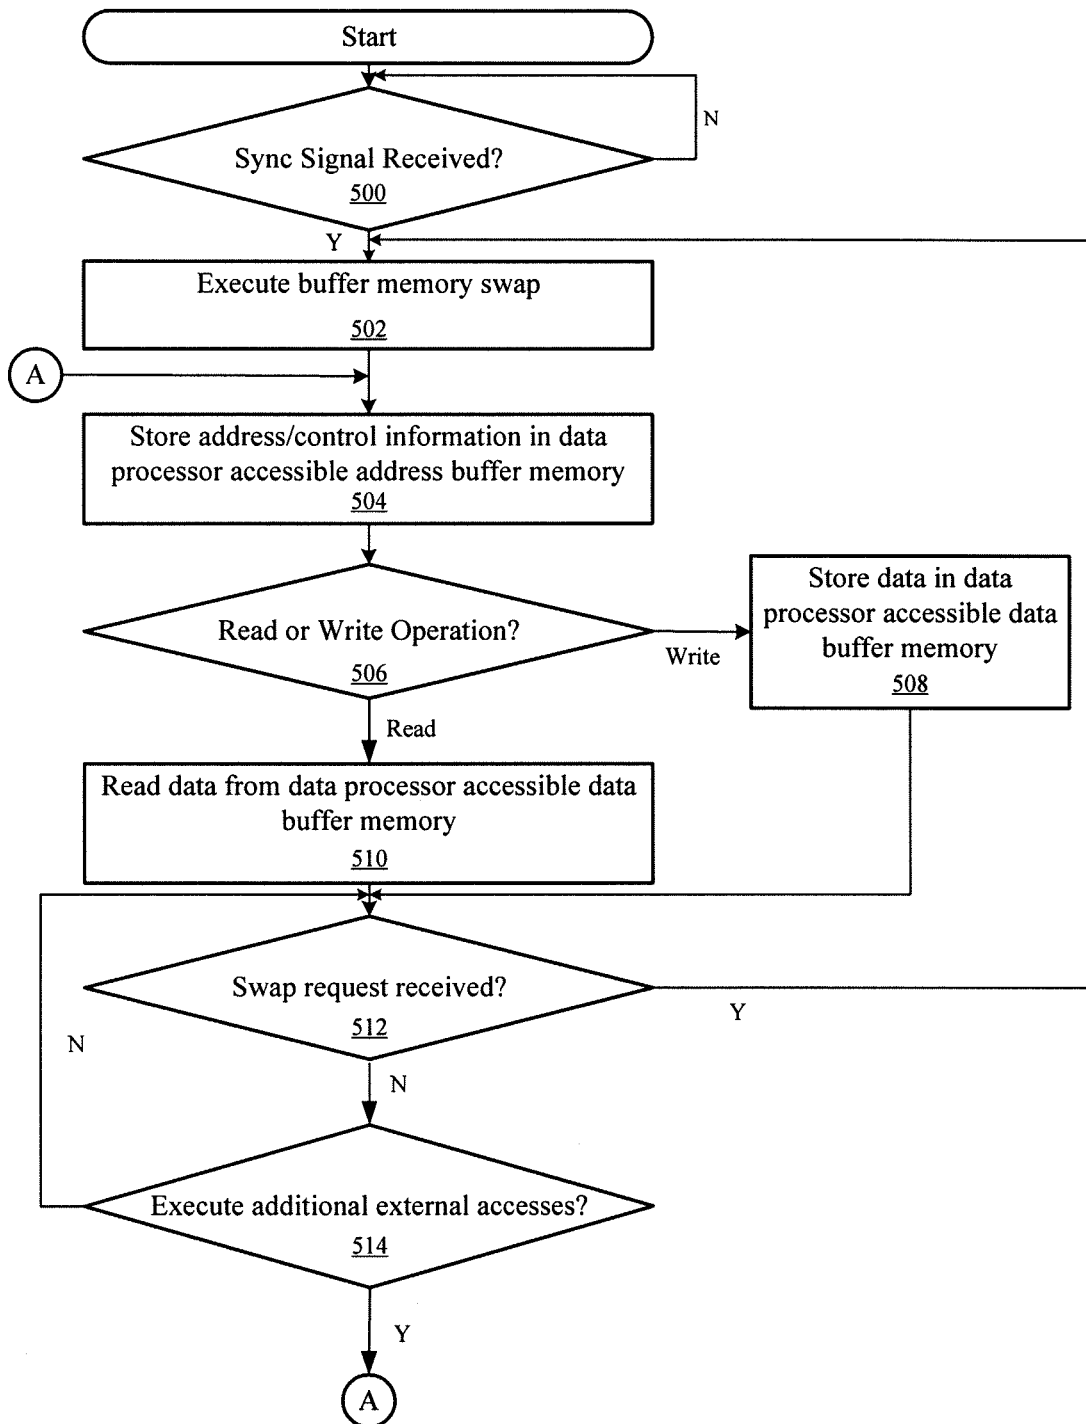 Start
N
Sync Signal Received?
500
Y
Execute buffer memory swap
502
A
Store address/control information in data
processor accessible address buffer memory
504
Read or Write Operation?
506
Write
Store data in data
processor accessible data
buffer memory
508
Read
Read data from data processor accessible data
buffer memory
510
Swap request received?
512
Y
N
N
Execute additional external accesses?
514
Y
A